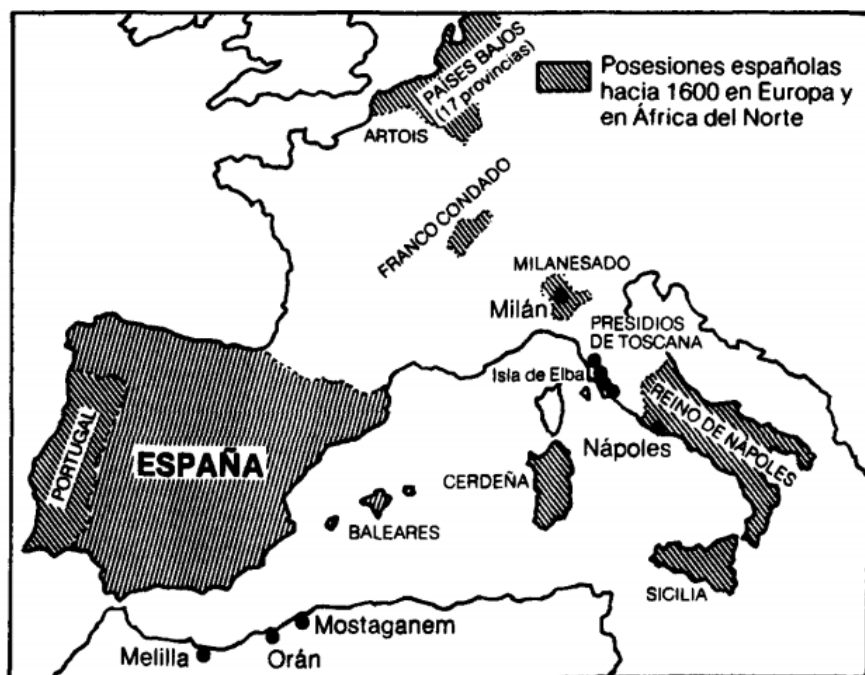 PAÍSES BAJOS
(17 provincias)
Posesiones españolas
hacia 1600 en Europa y
en África del Norte
ARTOIS
FRANCO CONDADO
MILANESADO
Milán
PRESIDIOS
DE TOSCANA
Isla de Elba
REINO DE NÁPOLES
Nápoles
PORTUGAL
ESPAÑA
CERDEÑA
BALEARES
SICILIA
Mostaganem
Melilla
Orán